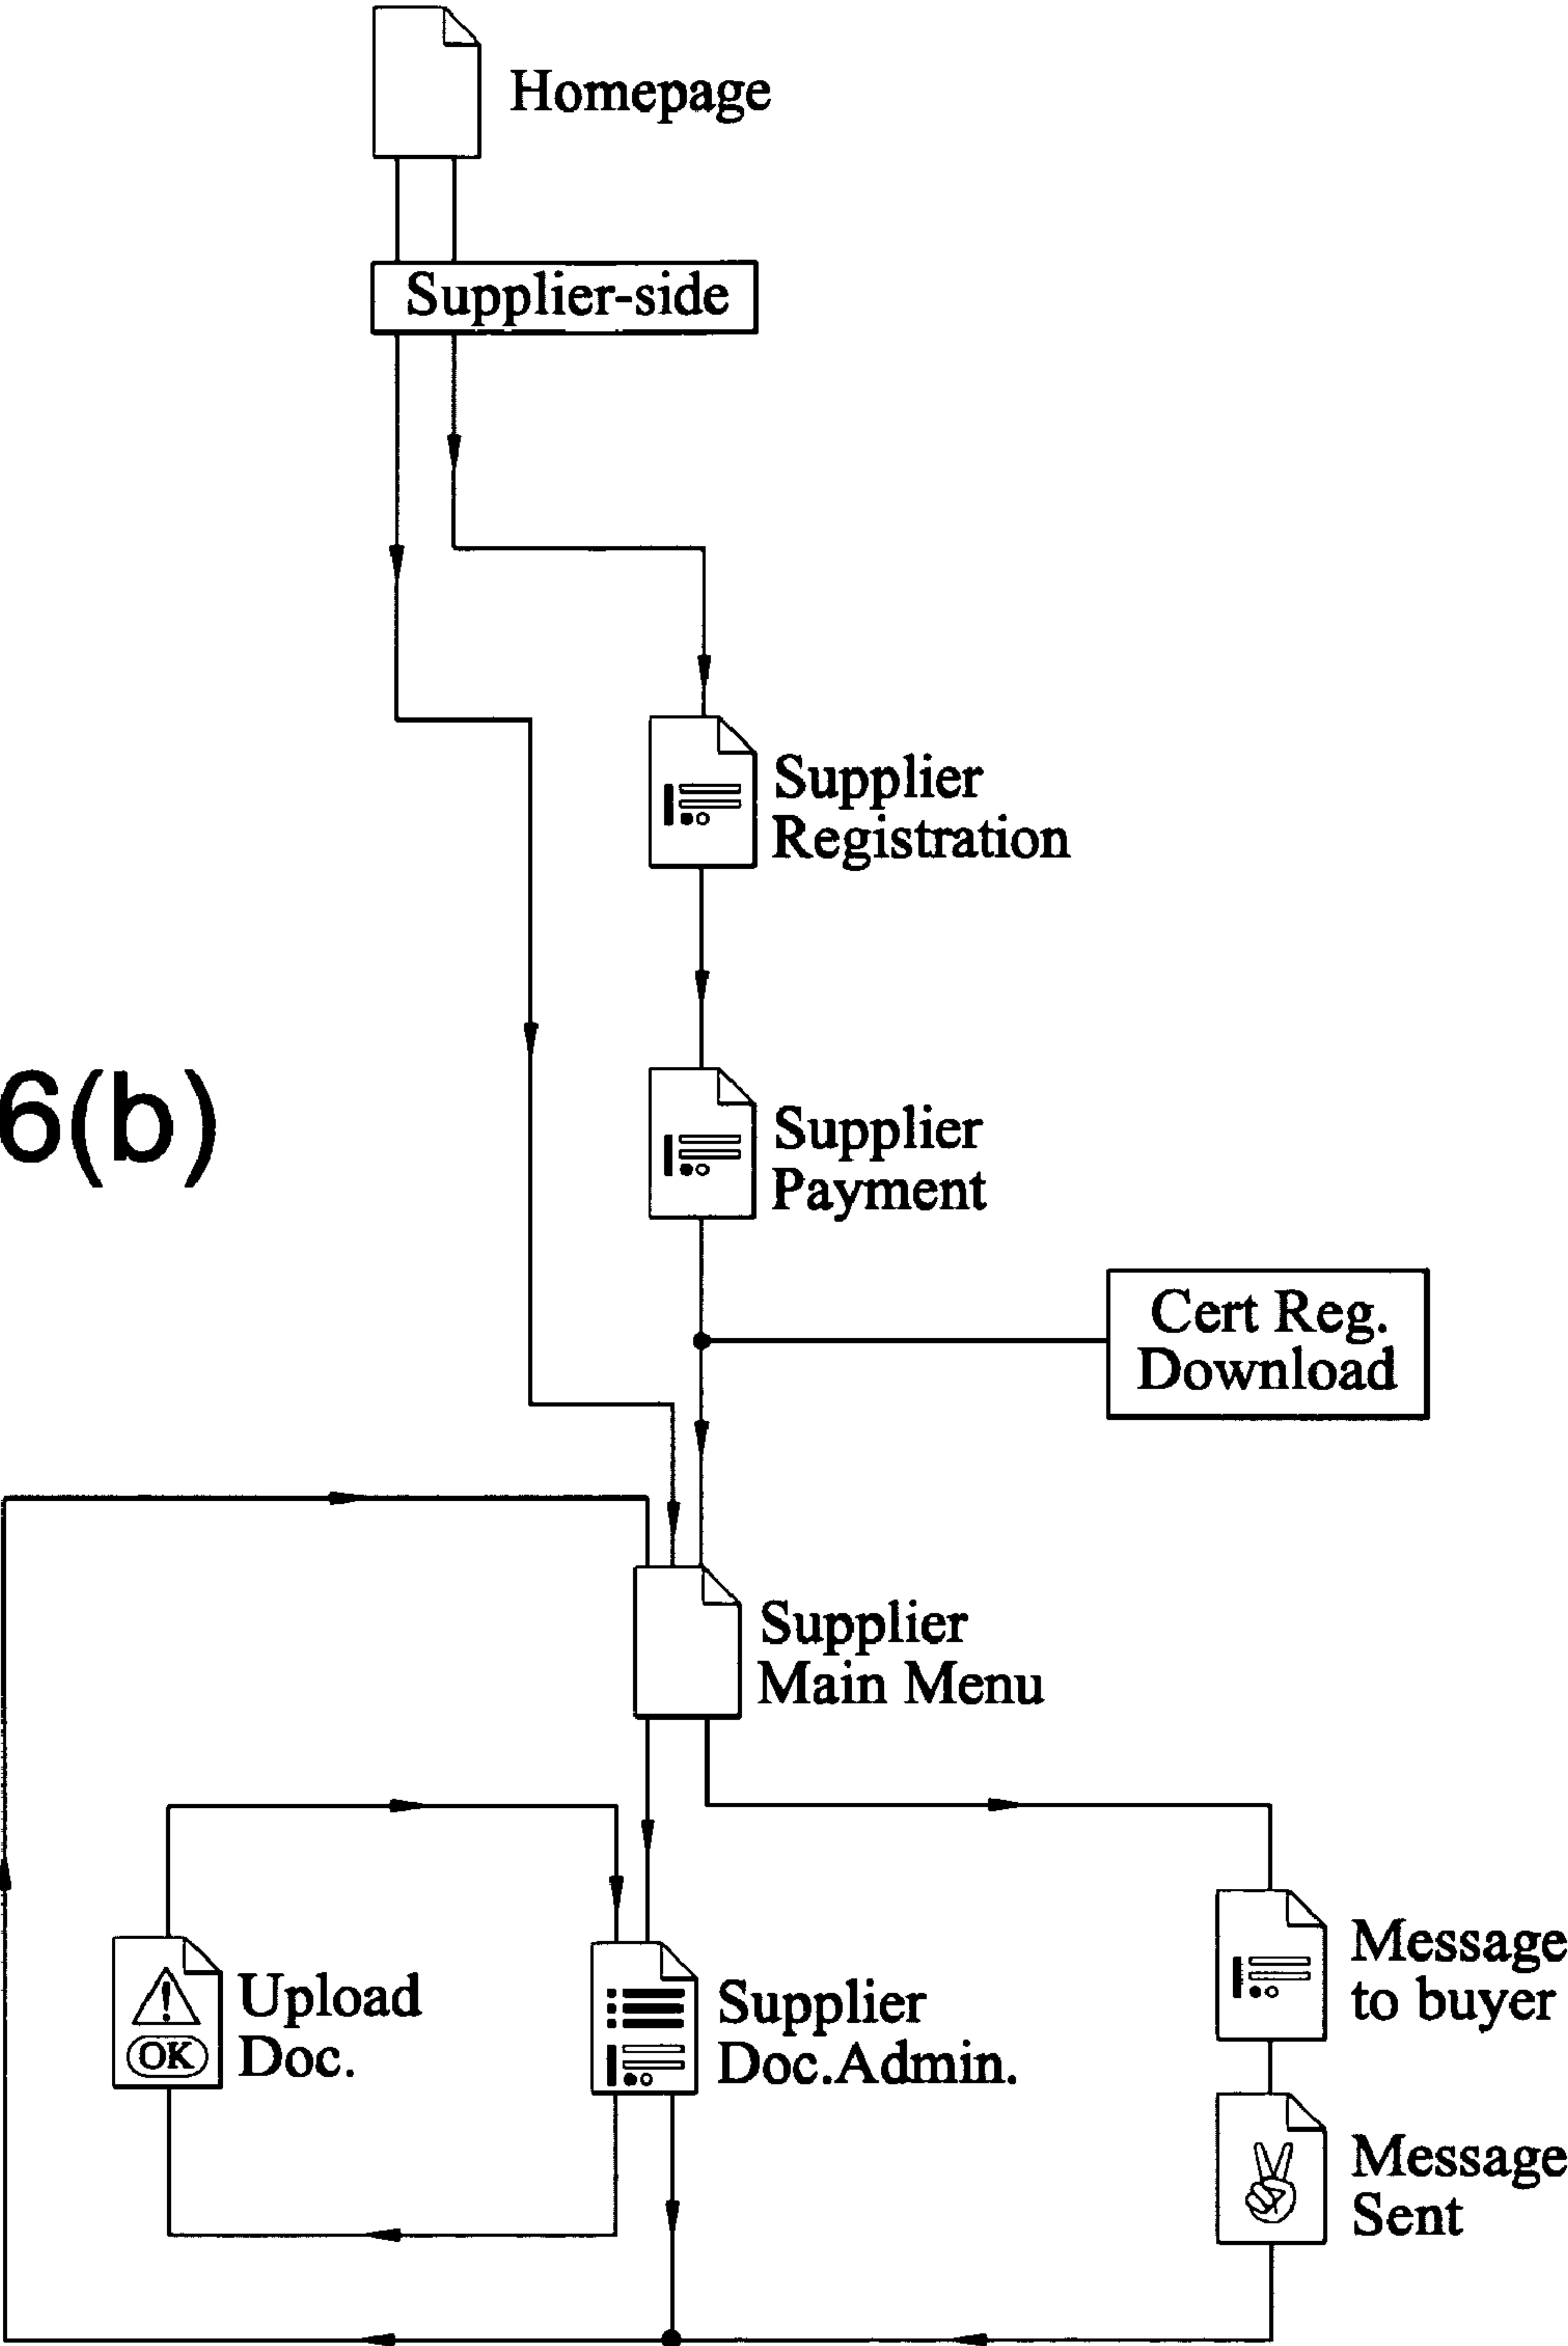 Homepage
Supplier-side
Supplier
Registration
6(b)
Supplier
Payment
Cert Reg.
Download
Supplier
Main Menu
Upload
Doc.
OK
Supplier
Doc.Admin.
Message
to buyer
Message
Sent